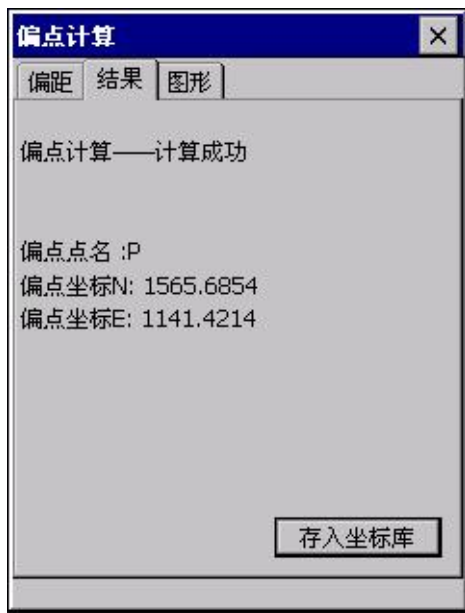 偏点计算
偏距 结果 图形
偏点计算——计算成功
偏点点名 :P
偏点坐标N: 1565.6854
偏点坐标E: 1141.4214
存入坐标库